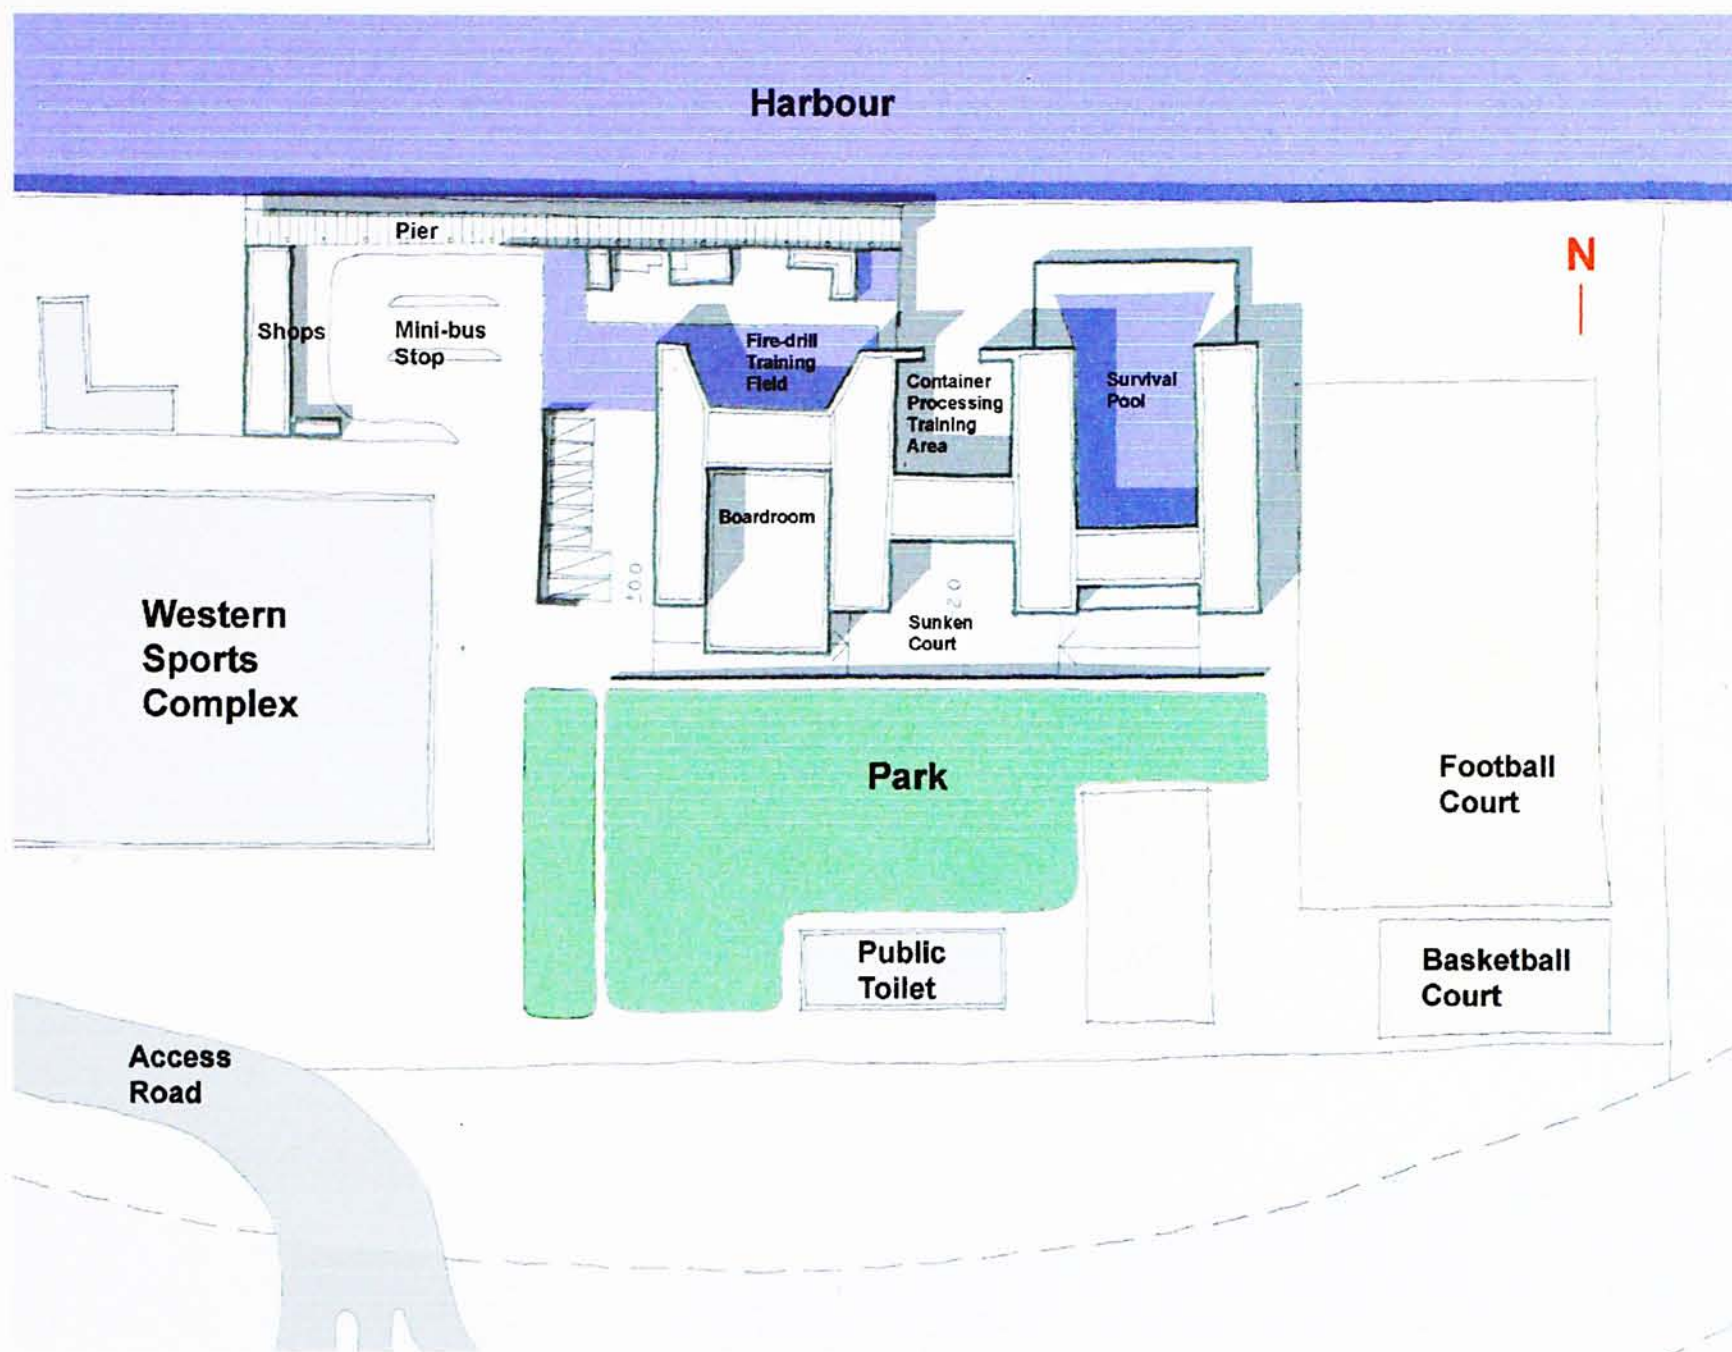 Harbour
Pier
N
Shops
Mini-bus
Stop
Fire-drill
Training
Field
Container
Processing
Training
Area
Survival
Pool
Boardroom
Western
Sports
Complex
Sunken
Court
Park
Football
Court
Public
Toilet
Basketball
Court
Access
Road